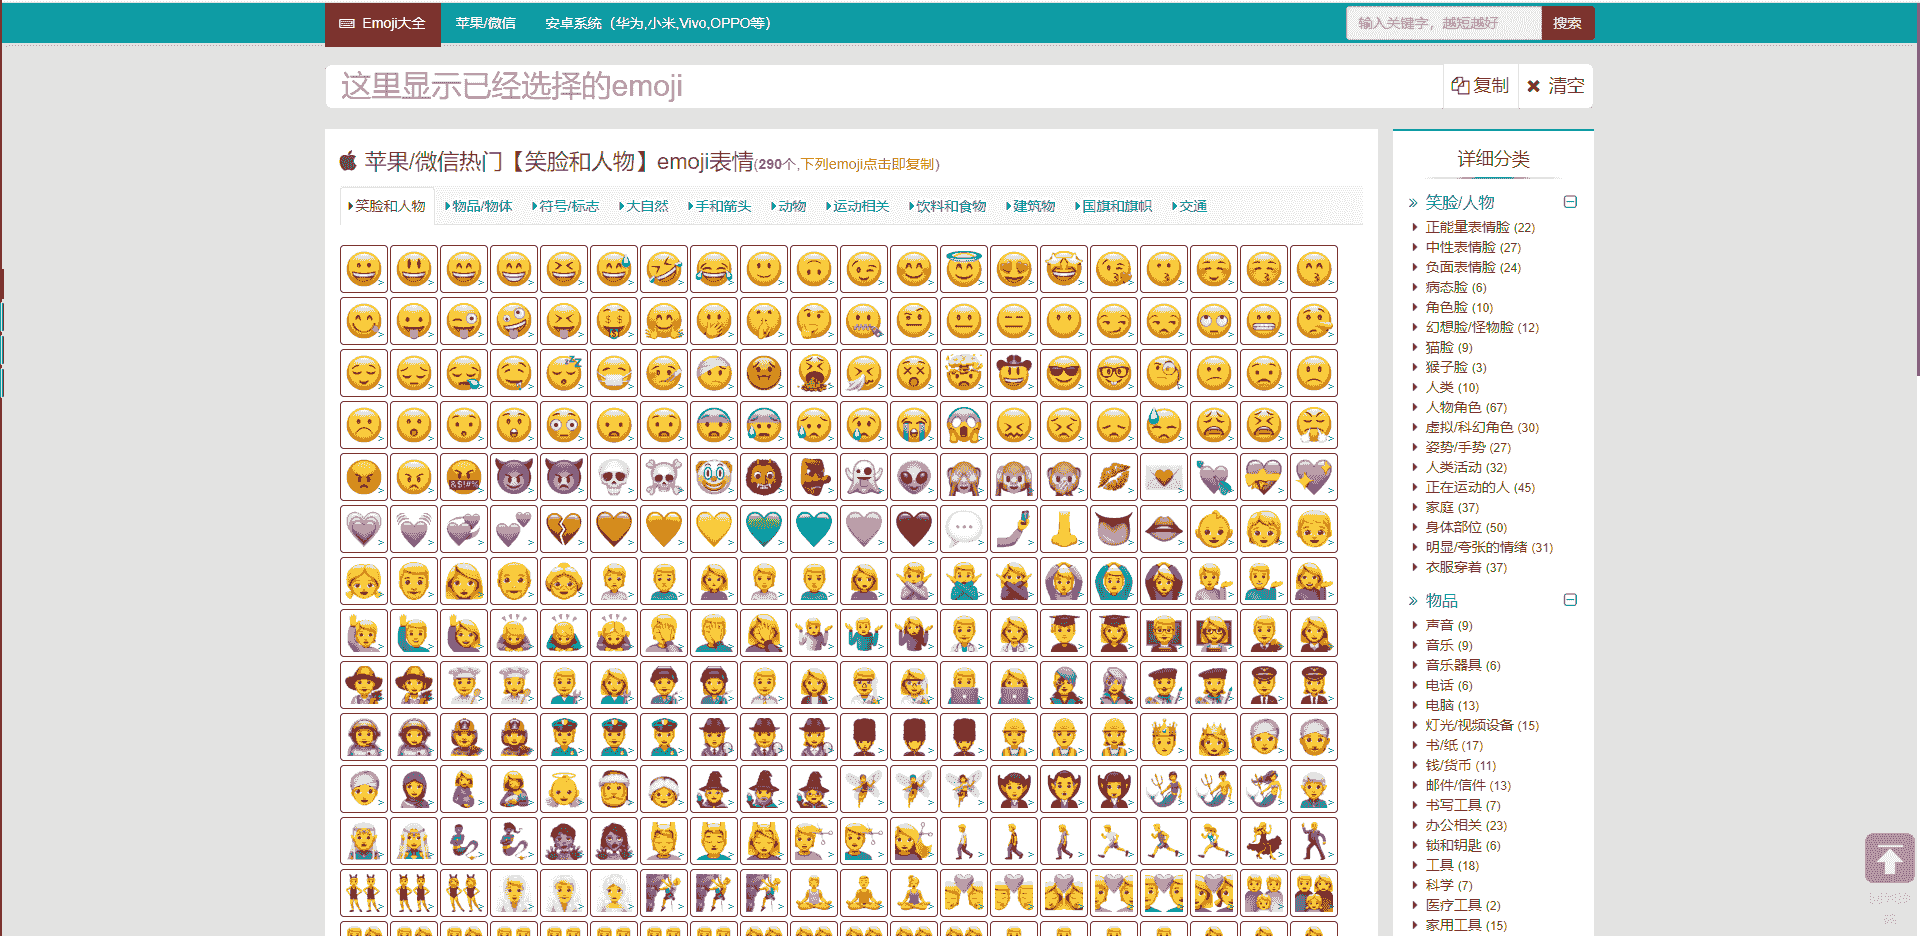 Emoji大全 苹果/微信 安卓系统（华为,小米,Vivo,OPPO等） 输入关键字，越短越好 搜索
这里显示已经选择的emoji 复制 清空
苹果/微信热门【笑脸和人物】emoji表情(290个,下列emoji点击即复制)
笑脸和人物 物品/物体 符号/标志 大自然 手和箭头 动物 运动相关 饮料和食物 建筑物 国旗和旗帜 交通
详细分类
» 笑脸/人物
正能量表情脸 (22)
中性表情脸 (27)
负面表情脸 (24)
病态脸 (6)
角色脸 (10)
幻想脸/怪物脸 (12)
猫脸 (9)
猴子脸 (3)
人类 (10)
人物角色 (67)
虚拟/科幻角色 (30)
姿势/手势 (27)
人类活动 (32)
正在运动的人 (45)
家庭 (37)
身体部位 (50)
明显/夸张的情绪 (31)
衣服穿着 (37)
» 物品
声音 (9)
音乐 (9)
音乐器具 (6)
电话 (6)
电脑 (13)
灯光/视频设备 (15)
书/纸 (17)
钱/货币 (11)
邮件/信件 (13)
书写工具 (7)
办公相关 (23)
锁和钥匙 (6)
工具 (18)
科学 (7)
医疗工具 (2)
家用工具 (15)